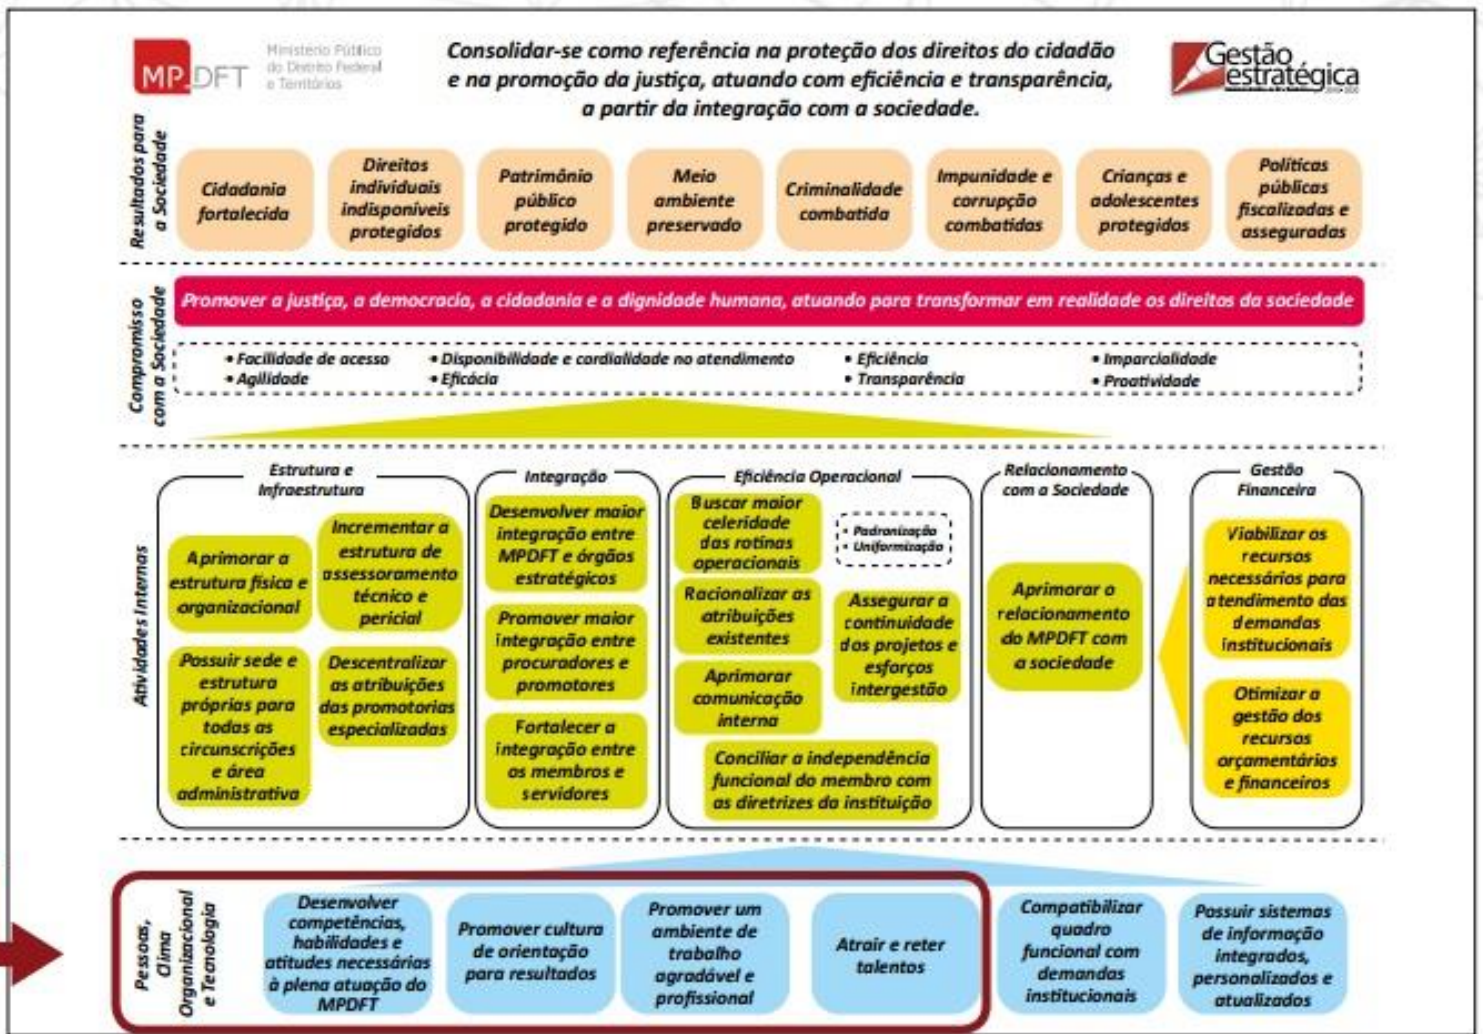 MPDFT
Ministério Público
do Distrito Federal
e Territórios
Consolidar-se como referência na proteção dos direitos do cidadão
e na promoção da justiça, atuando com eficiência e transparência,
a partir da integração com a sociedade.
Gestão
estratégica
Resultados para
a Sociedade
Cidadania
fortalecida
Direitos
individuais
indisponíveis
protegidos
Patrimônio
público
protegido
Meio
ambiente
preservado
Criminalidade
combatida
Impunidade e
corrupção
combatidas
Crianças e
adolescentes
protegidos
Políticas
públicas
fiscalizadas e
asseguradas
Compromisso
com a Sociedade
Promover a justiça, a democracia, a cidadania e a dignidade humana, atuando para transformar em realidade os direitos da sociedade
• Facilidade de acesso
• Agilidade
• Disponibilidade e cordialidade no atendimento
• Eficácia
• Eficiência
• Transparência
• Imparcialidade
• Proatividade
Atividades Internas
Estrutura e
Infraestrutura
Aprimorar a
estrutura física e
organizacional
Incrementar a
estrutura de
assessoramento
técnico e
pericial
Possuir sede e
estrutura
próprias para
todas as
circunscrições
e área
administrativa
Descentralizar
as atribuições
das promotorias
especializadas
Integração
Desenvolver maior
integração entre
MPDFT e órgãos
estratégicos
Promover maior
integração entre
procuradores e
promotores
Fortalecer a
integração entre
os membros e
servidores
Eficiência Operacional
Buscar maior
celeridade
das rotinas
operacionais
• Padronização
• Uniformização
Racionalizar as
atribuições
existentes
Assegurar a
continuidade
dos projetos e
esforços
intergestão
Aprimorar
comunicação
interna
Conciliar a independência
funcional do membro com
as diretrizes da instituição
Relacionamento
com a Sociedade
Aprimorar o
relacionamento
do MPDFT com
a sociedade
Gestão
Financeira
Viabilizar os
recursos
necessários para
atendimento das
demandas
institucionais
Otimizar a
gestão dos
recursos
orçamentários
e financeiros
Pessoas,
Clima
Organizacional
e Tecnologia
Desenvolver
competências,
habilidades e
atitudes necessárias
à plena atuação do
MPDFT
Promover cultura
de orientação
para resultados
Promover um
ambiente de
trabalho
agradável e
profissional
Atrair e reter
talentos
Compatibilizar
quadro
funcional com
demandas
institucionais
Possuir sistemas
de informação
integrados,
personalizados e
atualizados